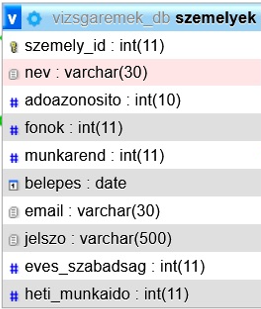 v vizsgaremek_db szemelyek
szemely_id : int(11)
nev : varchar(30)
# adoazonosito : int(10)
# fonok : int(11)
# munkarend : int(11)
belepes : date
email : varchar(30)
jelszo : varchar(500)
# eves_szabadsag : int(11)
# heti_munkaido : int(11)